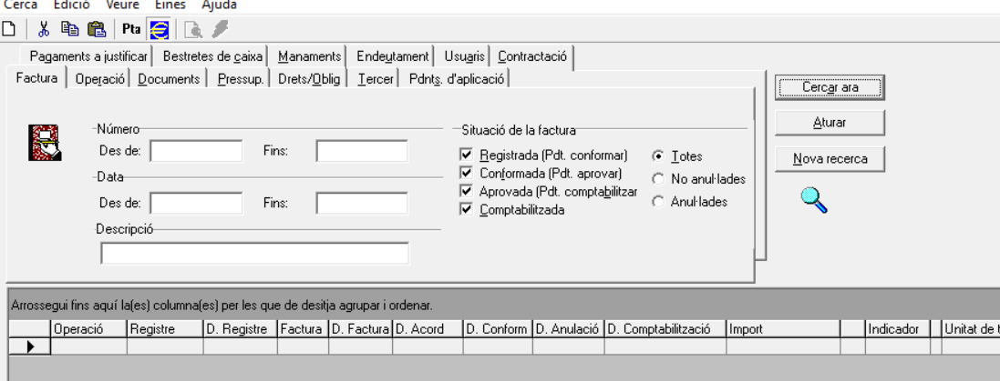 Cerca Edició Veure Eines Ajuda
Pta
Pagaments a justificar Bestretes de caixa Manaments Endeutament Usuaris Contractació
Factura Operació Documents Pressup. Drets/Oblig Tercer Pdnts. d'aplicació
Cercar ara
Aturar
Nova recerca
Número
Des de: Fins:
Data
Des de: Fins:
Descripció
Situació de la factura
Registrada (Pdt. conformar)
Conformada (Pdt. aprovar)
Aprovada (Pdt. comptabilitzar
Comptabilitzada
Totes
No anul·lades
Anul·lades
Arrossegui fins aquí la(es) columna(es) per les que de desitja agrupar i ordenar.
Operació Registre D. Registre Factura D. Factura D. Acord D. Conform D. Anulació D. Comptabilització Import Indicador Unitat de t